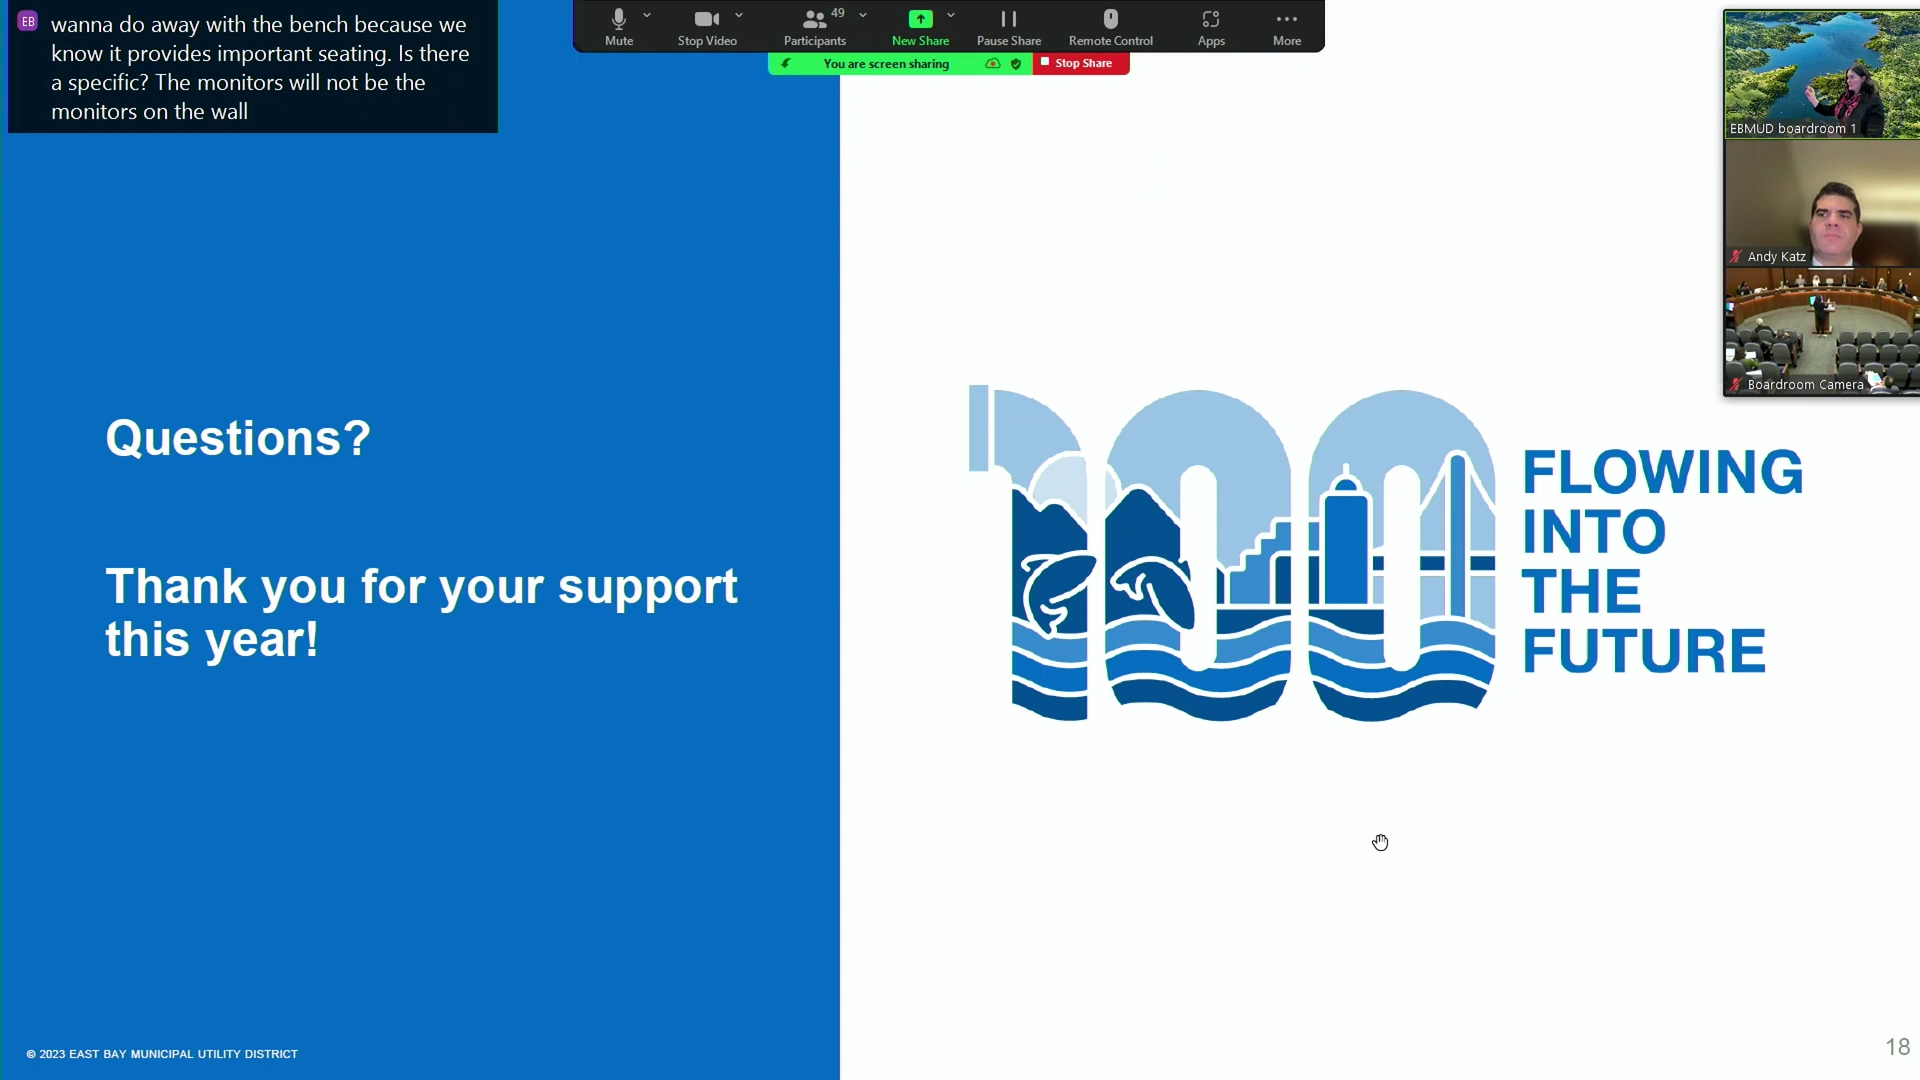 EB
wanna do away with the bench because we
know it provides important seating. Is there
a specific? The monitors will not be the
monitors on the wall
Mute
Stop Video
49
Participants
New Share
Pause Share
Remote Control
Apps
More
You are screen sharing
Stop Share
EBMUD boardroom 1
Andy Katz
Boardroom Camera
Questions?
Thank you for your support
this year!
100
FLOWING
INTO
THE
FUTURE
© 2023 EAST BAY MUNICIPAL UTILITY DISTRICT
18